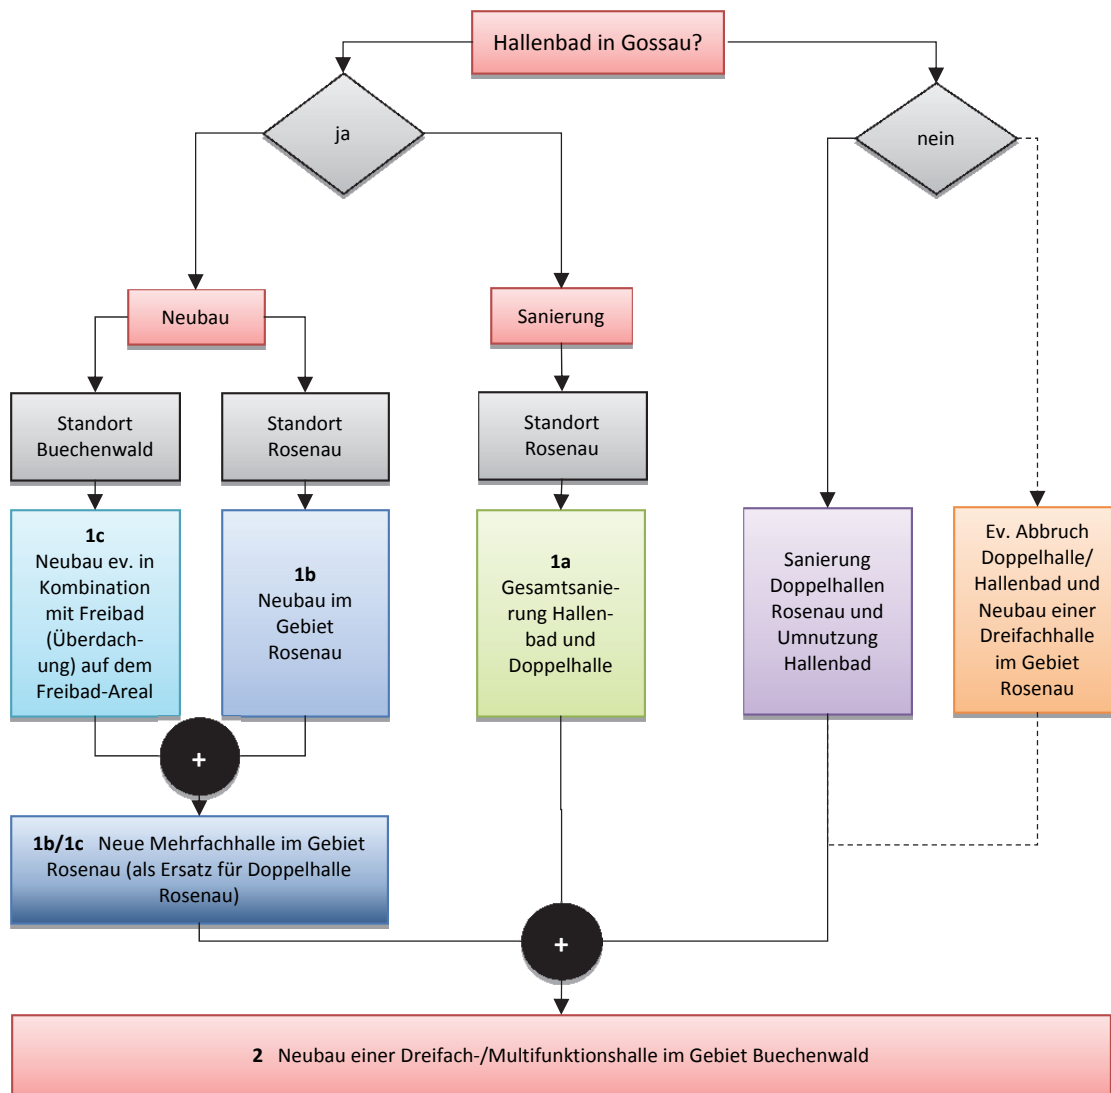 Hallenbad in Gossau?
ja
nein
Neubau
Sanierung
Standort
Buechenwald
Standort
Rosenau
Standort
Rosenau
1c
Neubau ev. in
Kombination
mit Freibad
(Überdach-
ung) auf dem
Freibad-Areal
1b
Neubau im
Gebiet
Rosenau
1a
Gesamtsanie-
rung Hallen-
bad und
Doppelhalle
Sanierung
Doppelhallen
Rosenau und
Umnutzung
Hallenbad
Ev. Abbruch
Doppelhalle/
Hallenbad und
Neubau einer
Dreifachhalle
im Gebiet
Rosenau
+
1b/1c Neue Mehrfachhalle im Gebiet
Rosenau (als Ersatz für Doppelhalle
Rosenau)
+
2 Neubau einer Dreifach-/Multifunktionshalle im Gebiet Buechenwald